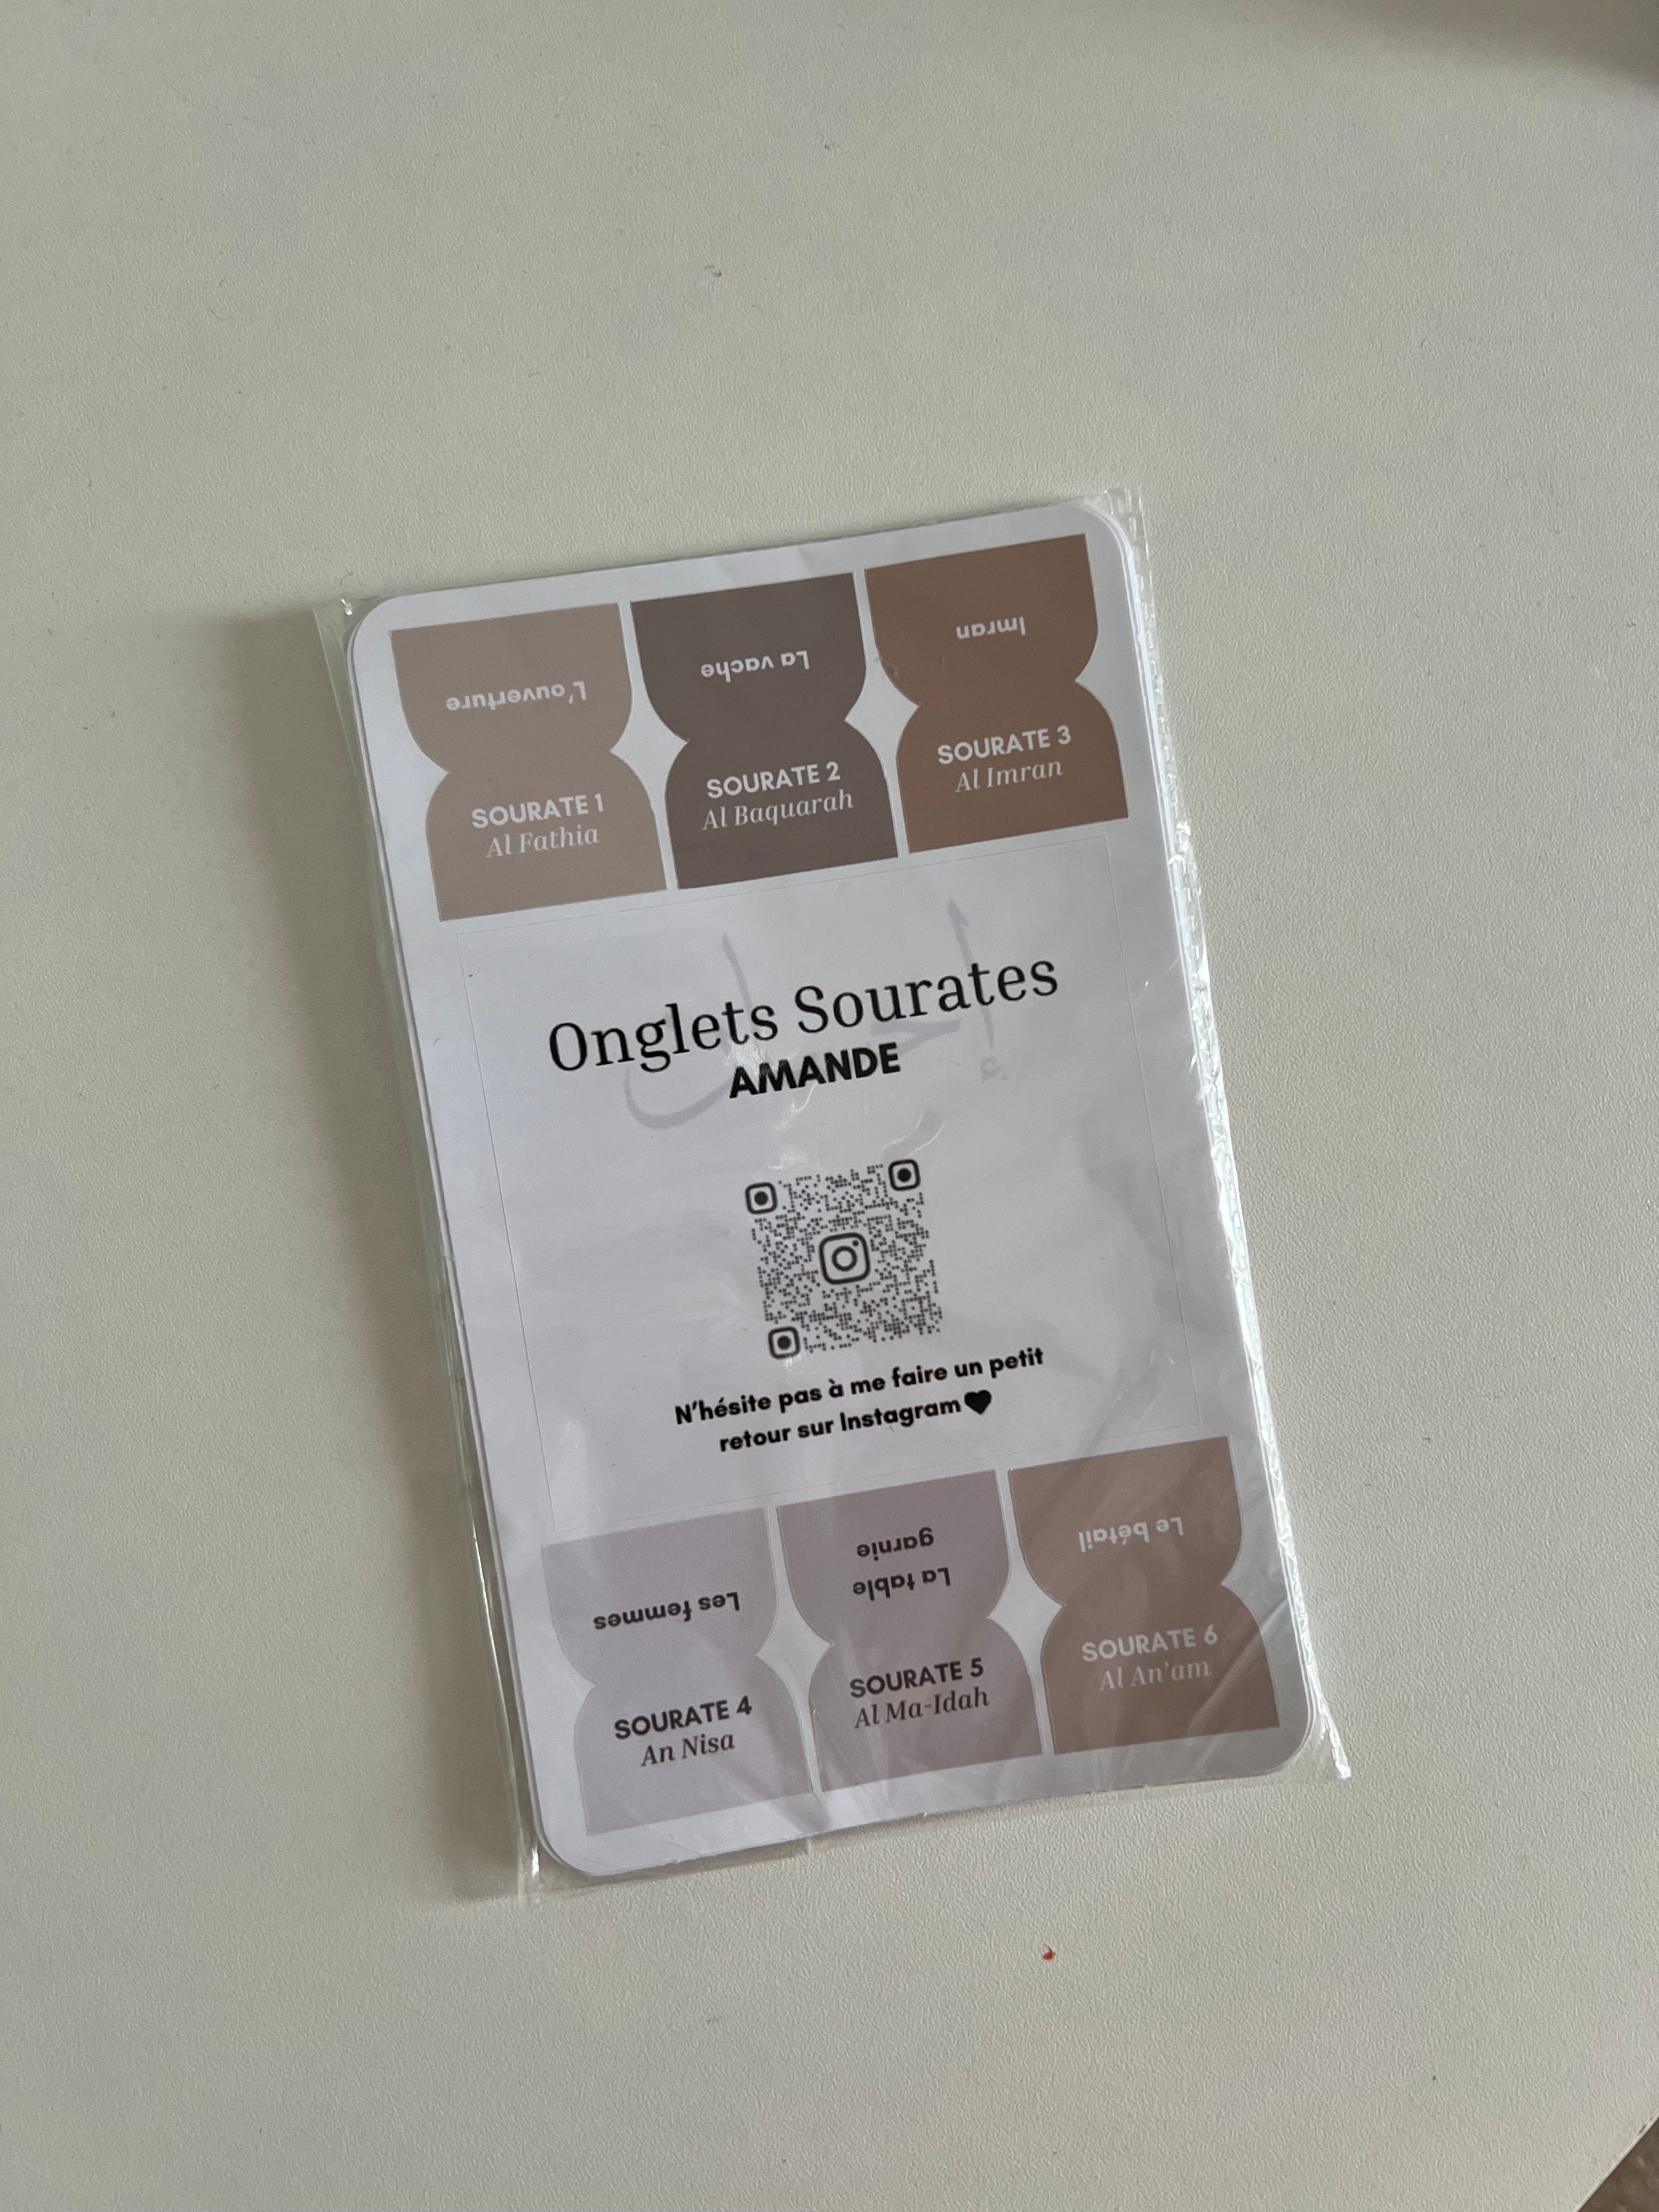 L'ouverture
SOURATE 1
Al Fathia
La vache
SOURATE 2
Al Baquarah
Imran
SOURATE 3
Al Imran
Onglets Sourates
AMANDE
N'hésite pas à me faire un petit
retour sur Instagram🖤
Les femmes
SOURATE 4
An Nisa
La table
garnie
SOURATE 5
Al Ma-Idah
Le bétail
SOURATE 6
Al An'am